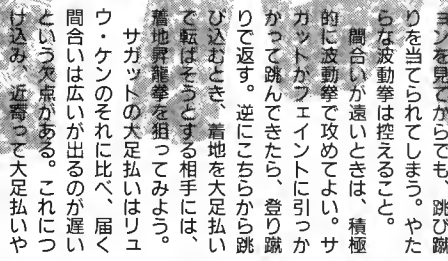 ョンを見てからでも、跳び蹴
りを当てられてしまう。やた
らな波動拳は控えること。
　間合いが遠いときは、積極
的に波動拳で攻めてよい。サ
ガットがフェイントに引っか
かって跳んできたら、登り蹴
りで返す。逆にこちらから跳
び込むとき、着地を大足払い
で転ばそうとする相手には、
着地昇龍拳を狙ってみよう。
　サガットの大足払いはリュ
ウ・ケンのそれに比べ、届く
間合いは広いが出るのが遅い
という欠点がある。これにつ
け込み、近寄って大足払いや